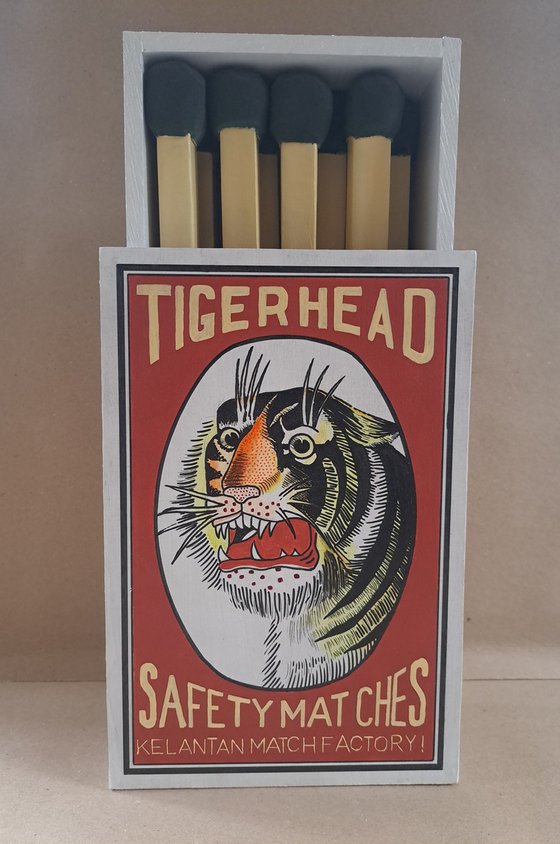 TIGERHEAD
SAFETY MATCHES
KELANTAN MATCH FACTORY!